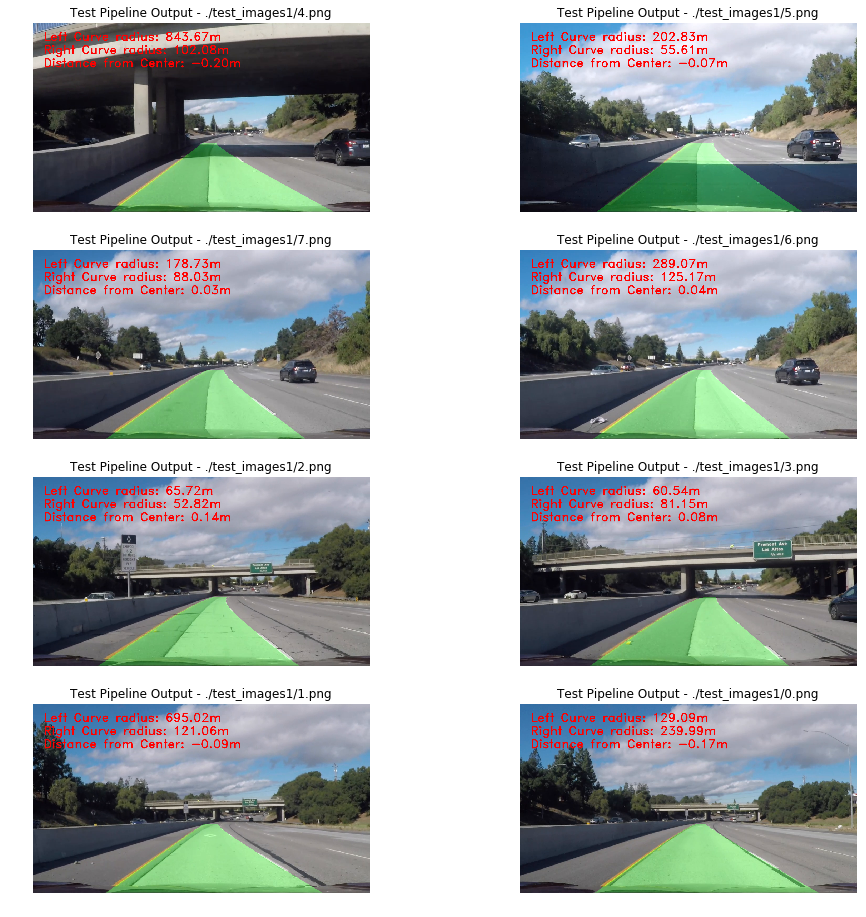 Test Pipeline Output - ./test_images1/4.png
Left Curve radius: 843.67m
Right Curve radius: 102.08m
Distance from Center: -0.20m
Test Pipeline Output - ./test_images1/5.png
Left Curve radius: 202.83m
Right Curve radius: 55.61m
Distance from Center: -0.07m
Test Pipeline Output - ./test_images1/7.png
Left Curve radius: 178.73m
Right Curve radius: 88.03m
Distance from Center: 0.03m
Test Pipeline Output - ./test_images1/6.png
Left Curve radius: 289.07m
Right Curve radius: 125.17m
Distance from Center: 0.04m
Test Pipeline Output - ./test_images1/2.png
Left Curve radius: 65.72m
Right Curve radius: 52.82m
Distance from Center: 0.14m
Test Pipeline Output - ./test_images1/3.png
Left Curve radius: 60.54m
Right Curve radius: 81.15m
Distance from Center: 0.08m
Fremont Ave
Los Altos
Test Pipeline Output - ./test_images1/1.png
Left Curve radius: 695.02m
Right Curve radius: 121.06m
Distance from Center: -0.09m
Test Pipeline Output - ./test_images1/0.png
Left Curve radius: 129.09m
Right Curve radius: 239.99m
Distance from Center: -0.17m